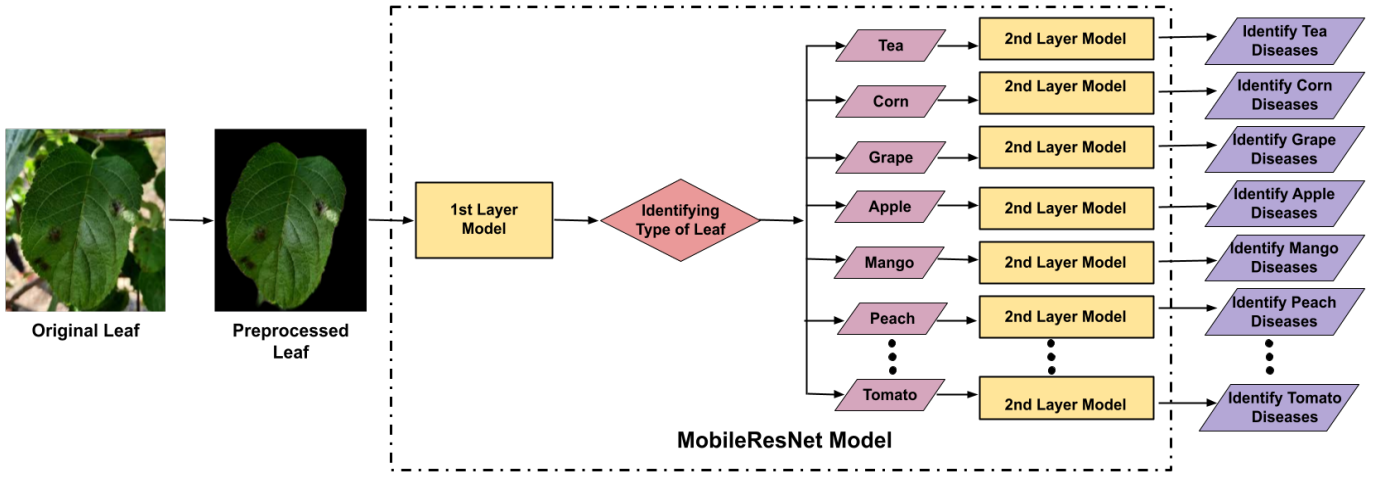 Original Leaf
Preprocessed
Leaf
1st Layer
Model
Identifying
Type of Leaf
Tea
2nd Layer Model
Identify Tea
Diseases
Corn
2nd Layer Model
Identify Corn
Diseases
Grape
2nd Layer Model
Identify Grape
Diseases
Apple
2nd Layer Model
Identify Apple
Diseases
Mango
2nd Layer Model
Identify Mango
Diseases
Peach
2nd Layer Model
Identify Peach
Diseases
Tomato
2nd Layer Model
Identify Tomato
Diseases
MobileResNet Model